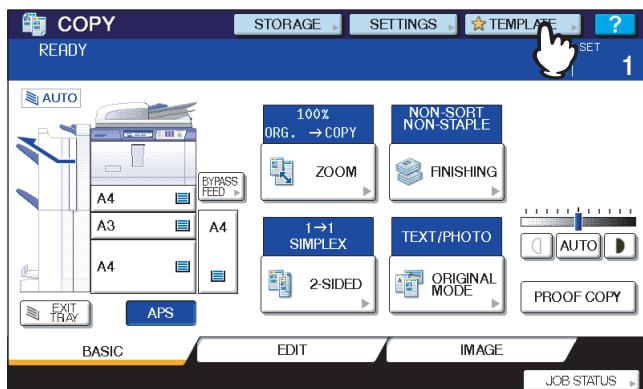 COPY
STORAGE
SETTINGS
TEMPLATE
?
READY
SET
1
AUTO
100%
ORG. →COPY
ZOOM
NON-SORT
NON-STAPLE
FINISHING
BYPASS
FEED
A4
A3
A4
A4
1→1
SIMPLEX
2-SIDED
TEXT/PHOTO
ORIGINAL
MODE
AUTO
PROOF COPY
EXIT
TRAY
APS
BASIC
EDIT
IMAGE
JOB STATUS